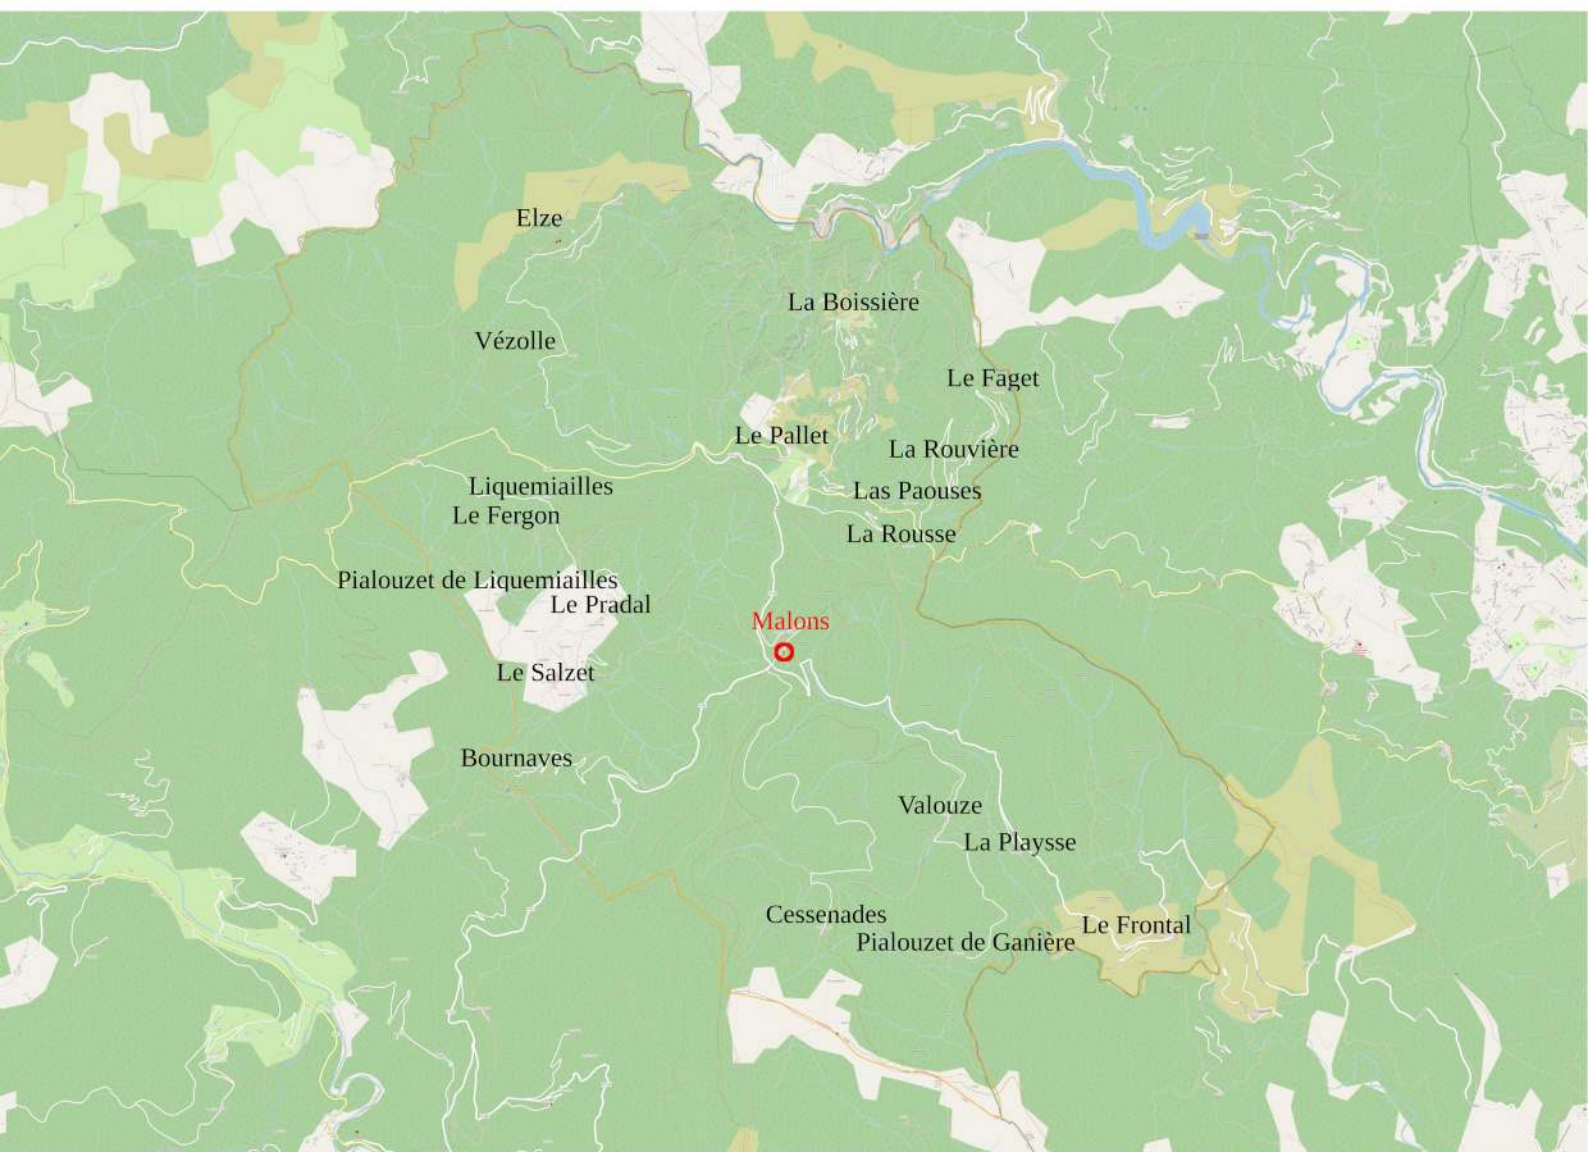 Elze
La Boissière
Vézolle
Le Faget
Le Pallet
La Rouvière
Liquemiailles
Las Paouses
Le Fergon
La Rousse
Pialouzet de Liquemiailles
Le Pradal
Malons
Le Salzet
Bournaves
Valouze
La Playsse
Cessenades
Le Frontal
Pialouzet de Ganière